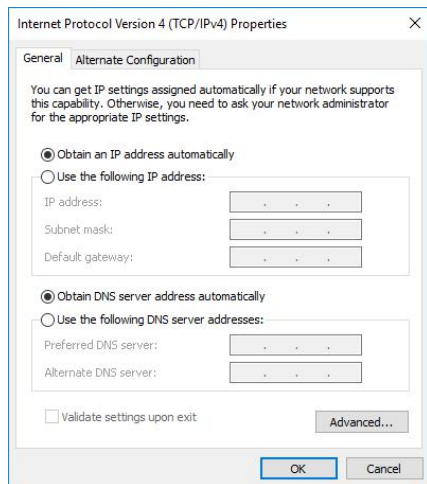 Internet Protocol Version 4 (TCP/IPv4) Properties
General
Alternate Configuration
You can get IP settings assigned automatically if your network supports
this capability. Otherwise, you need to ask your network administrator
for the appropriate IP settings.
Obtain an IP address automatically
Use the following IP address:
IP address:
Subnet mask:
Default gateway:
Obtain DNS server address automatically
Use the following DNS server addresses:
Preferred DNS server:
Alternate DNS server:
Validate settings upon exit
Advanced...
OK
Cancel